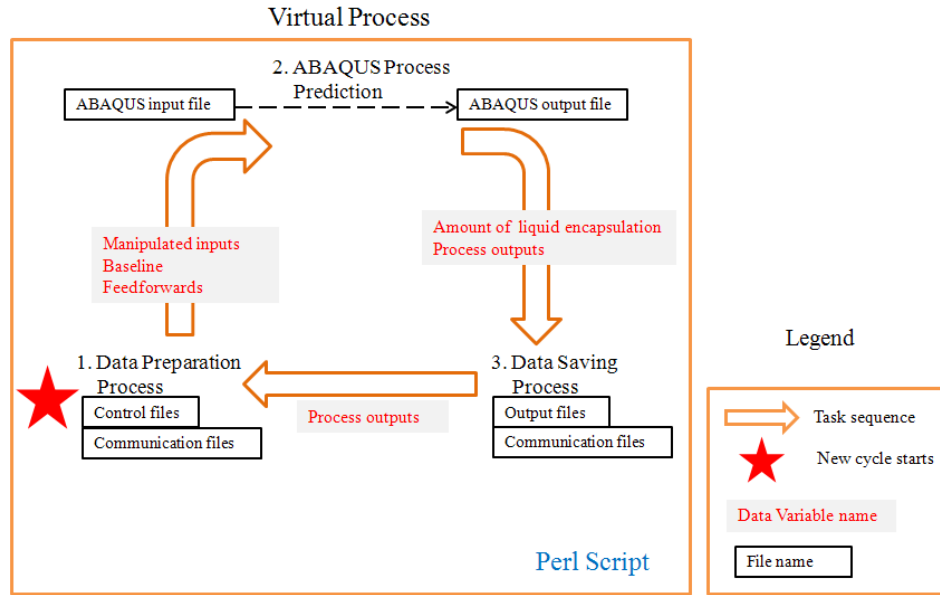 Virtual Process
2. ABAQUS Process
Prediction
ABAQUS input file
ABAQUS output file
Manipulated inputs
Baseline
Feedforwards
Amount of liquid encapsulation
Process outputs
1. Data Preparation
Process
Control files
Communication files
Process outputs
3. Data Saving
Process
Output files
Communication files
Perl Script
Legend
Task sequence
New cycle starts
Data Variable name
File name